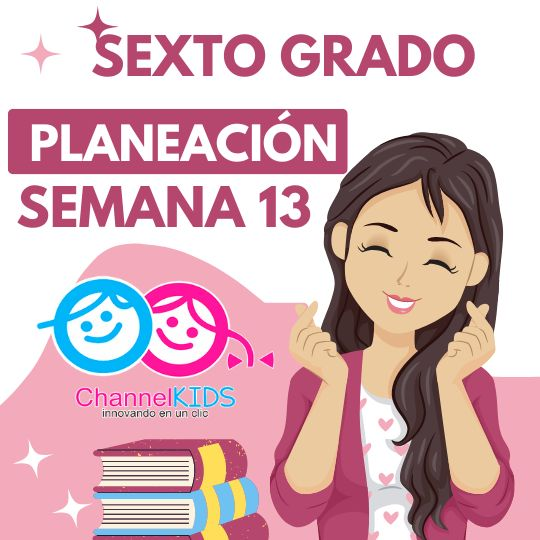 SEXTO GRADO
PLANEACIÓN
SEMANA 13
ChannelKIDS
innovando en un clic